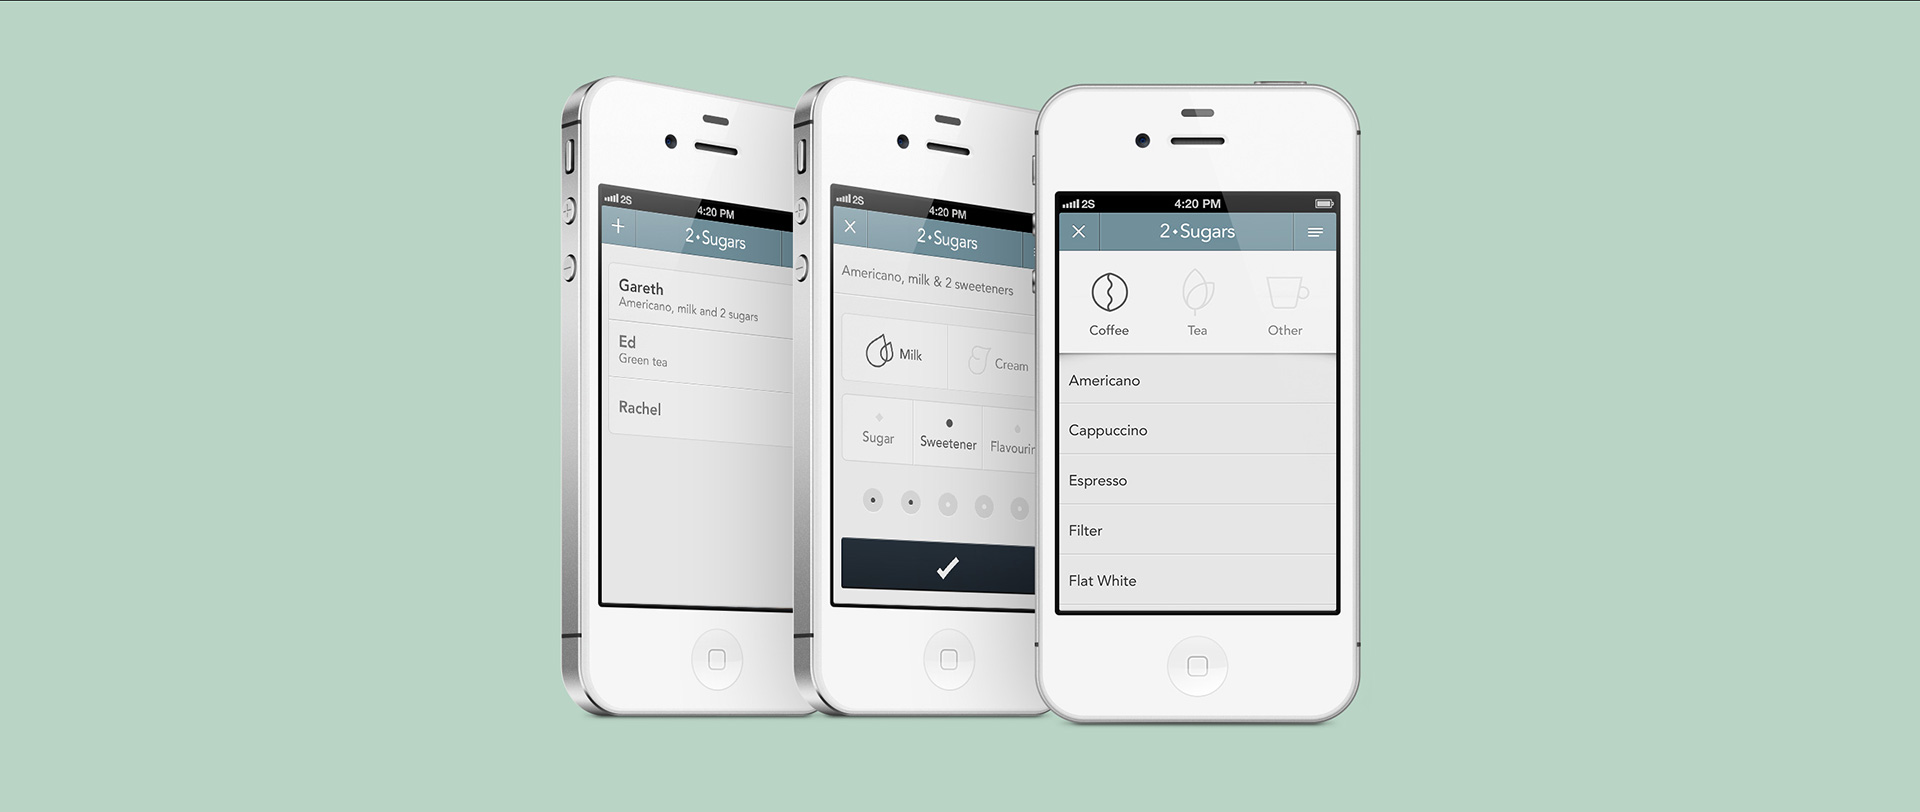 2S
4:20 PM
2 Sugars
Gareth
Americano, milk and 2 sugars
Ed
Green tea
Rachel
2S
4:20 PM
2 Sugars
Americano, milk & 2 sweeteners
Milk
Cream
Sugar
Sweetener
Flavourin
2S
4:20 PM
2 Sugars
Coffee
Tea
Other
Americano
Cappuccino
Espresso
Filter
Flat White